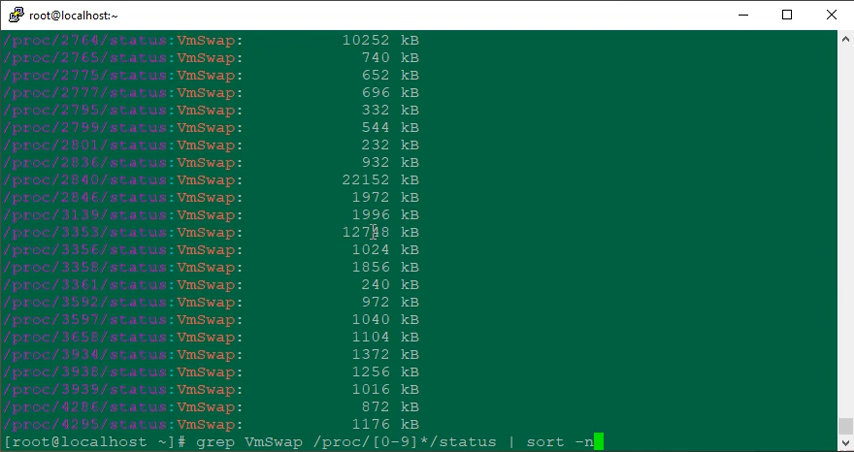 root@localhost:~
/proc/2764/status:VmSwap: 10252 kB
/proc/2765/status:VmSwap: 740 kB
/proc/2775/status:VmSwap: 652 kB
/proc/2777/status:VmSwap: 696 kB
/proc/2795/status:VmSwap: 332 kB
/proc/2799/status:VmSwap: 544 kB
/proc/2801/status:VmSwap: 232 kB
/proc/2836/status:VmSwap: 932 kB
/proc/2840/status:VmSwap: 22152 kB
/proc/2846/status:VmSwap: 1972 kB
/proc/3139/status:VmSwap: 1996 kB
/proc/3353/status:VmSwap: 12748 kB
/proc/3356/status:VmSwap: 1024 kB
/proc/3358/status:VmSwap: 1856 kB
/proc/3361/status:VmSwap: 240 kB
/proc/3592/status:VmSwap: 972 kB
/proc/3597/status:VmSwap: 1040 kB
/proc/3658/status:VmSwap: 1104 kB
/proc/3934/status:VmSwap: 1372 kB
/proc/3938/status:VmSwap: 1256 kB
/proc/3939/status:VmSwap: 1016 kB
/proc/4286/status:VmSwap: 872 kB
/proc/4295/status:VmSwap: 1176 kB
[root@localhost ~]# grep VmSwap /proc/[0-9]*/status | sort -n